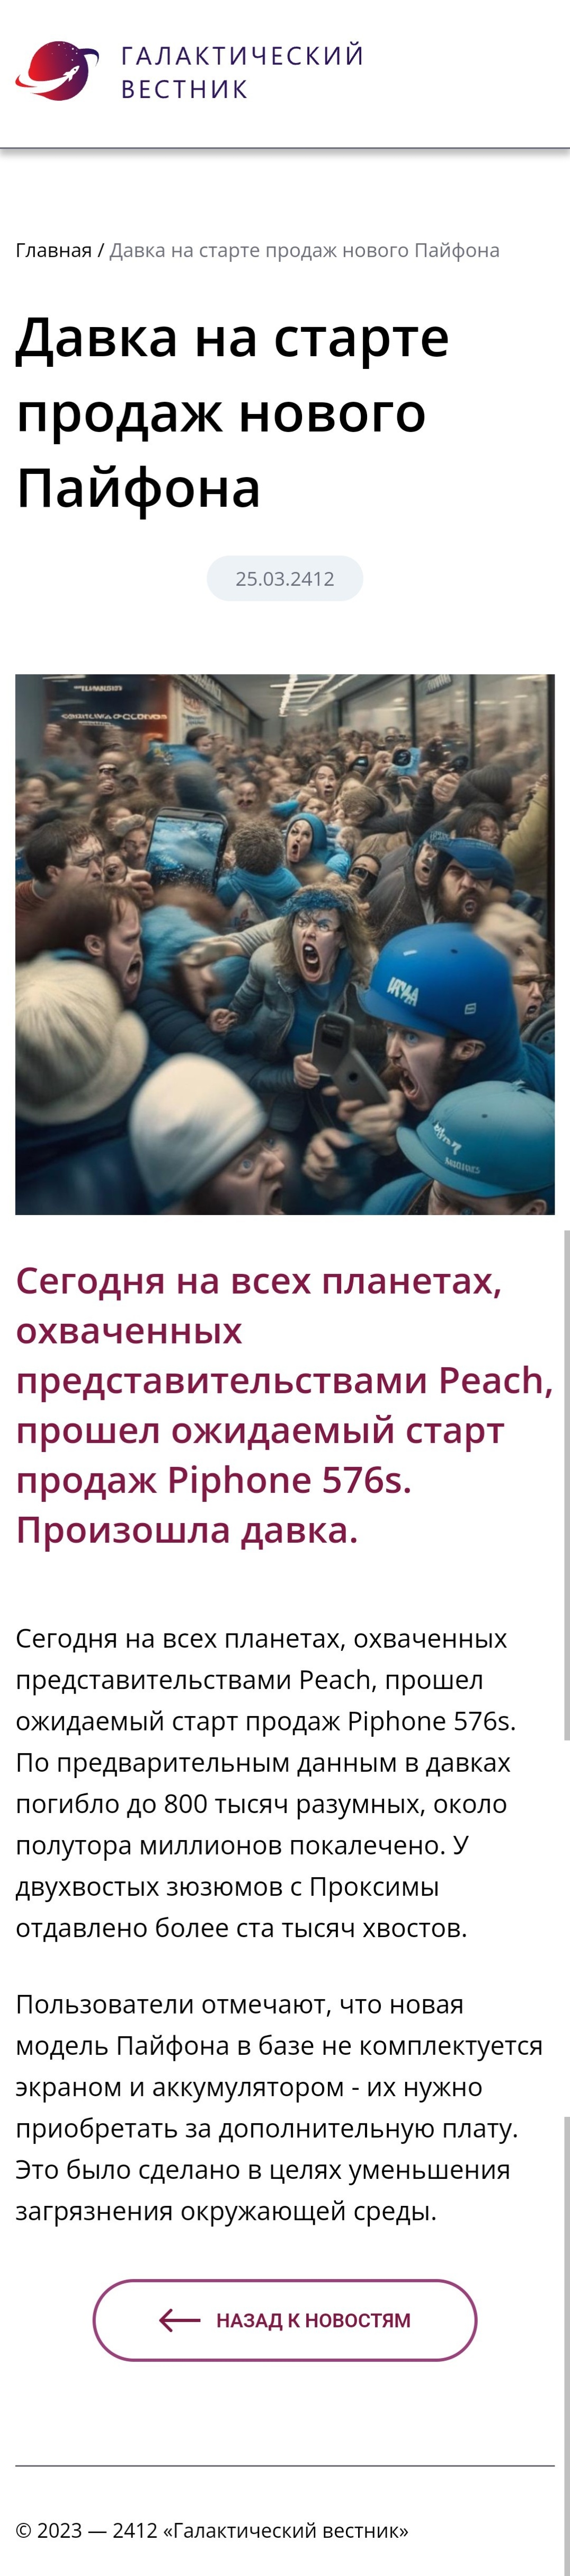 ГАЛАКТИЧЕСКИЙ
ВЕСТНИК
Главная / Давка на старте продаж нового Пайфона
Давка на старте
продаж нового
Пайфона
25.03.2412
Сегодня на всех планетах,
охваченных
представительствами Peach,
прошел ожидаемый старт
продаж Piphone 576s.
Произошла давка.
Сегодня на всех планетах, охваченных
представительствами Peach, прошел
ожидаемый старт продаж Piphone 576s.
По предварительным данным в давках
погибло до 800 тысяч разумных, около
полутора миллионов покалечено. У
двухвостых зюзюмов с Проксимы
отдавлено более ста тысяч хвостов.
Пользователи отмечают, что новая
модель Пайфона в базе не комплектуется
экраном и аккумулятором - их нужно
приобретать за дополнительную плату.
Это было сделано в целях уменьшения
загрязнения окружающей среды.
НАЗАД К НОВОСТЯМ
© 2023 — 2412 «Галактический вестник»